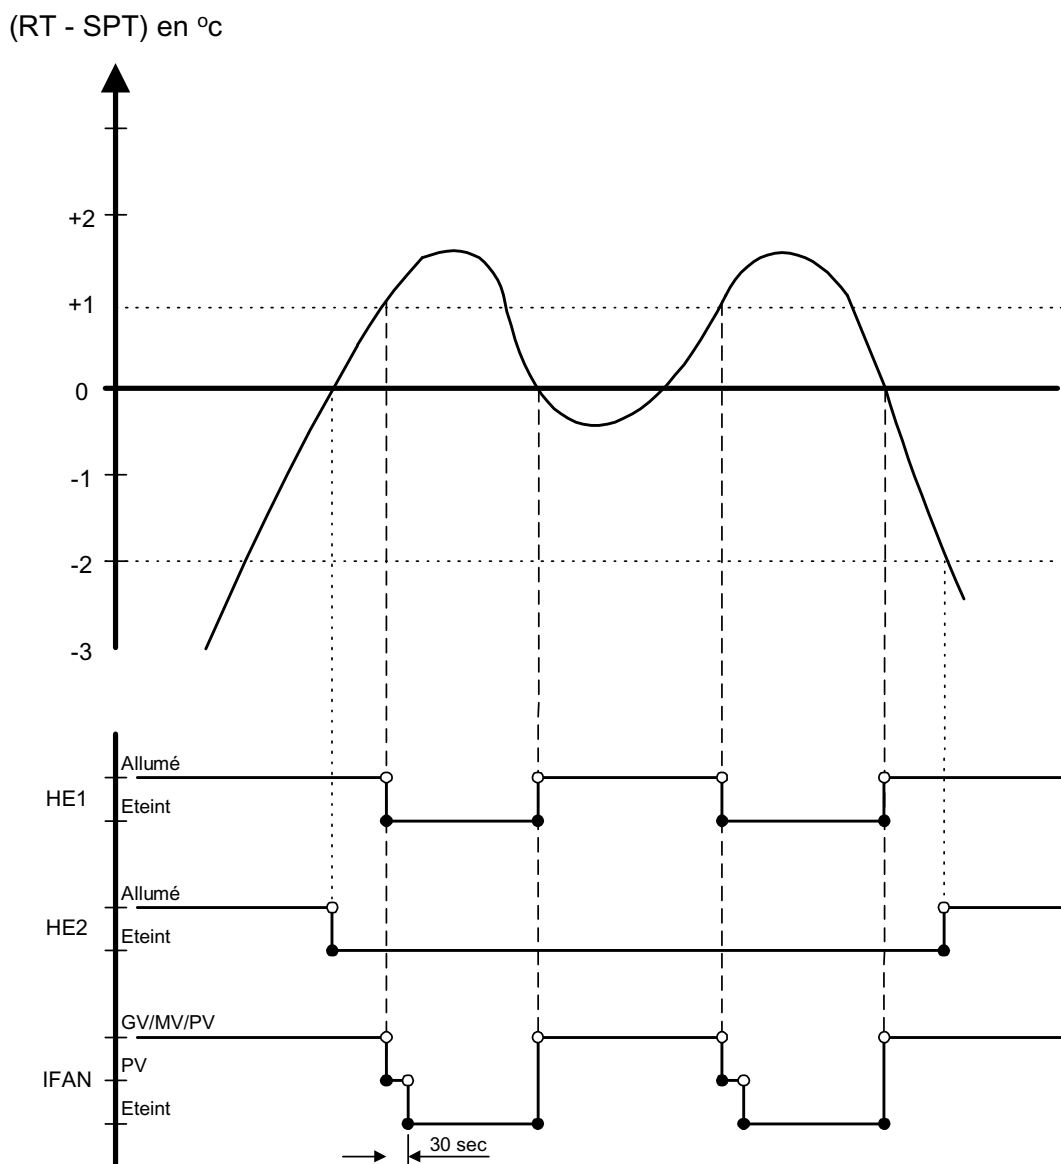 (RT - SPT) en ºc
+2
+1
0
-1
-2
-3
Allumé
HE1
Eteint
Allumé
HE2
Eteint
GV/MV/PV
PV
IFAN
Eteint
30 sec